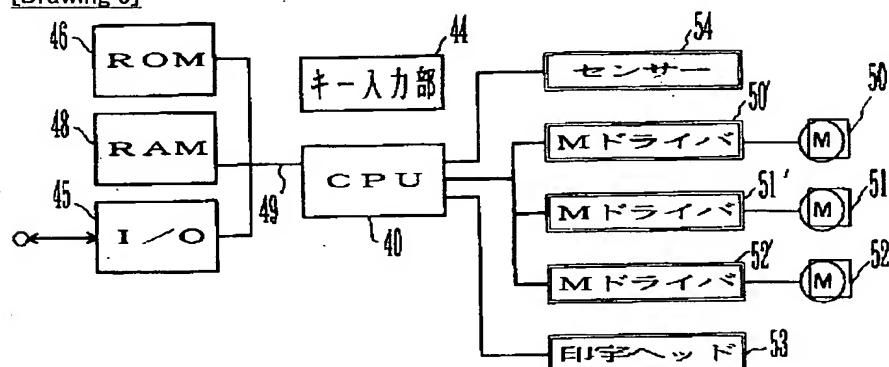 46
ROM
44
キー入力部
54
センサー
48
RAM
50'
Mドライバ
50
M
45
I/O
49
CPU
40
51'
Mドライバ
51
M
52'
Mドライバ
52
M
印字ヘッド
53